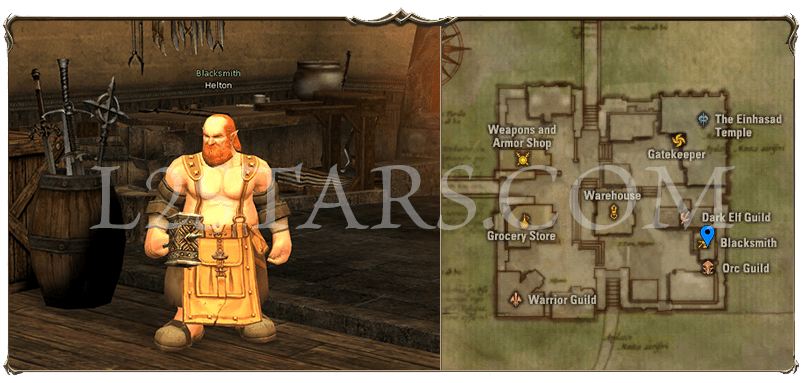 Blacksmith
Helton
L2STARS.COM
The Einhasad
Temple
Weapons and
Armor Shop
Gatekeeper
Warehouse
Dark Elf Guild
Grocery Store
Blacksmith
Orc Guild
Warrior Guild